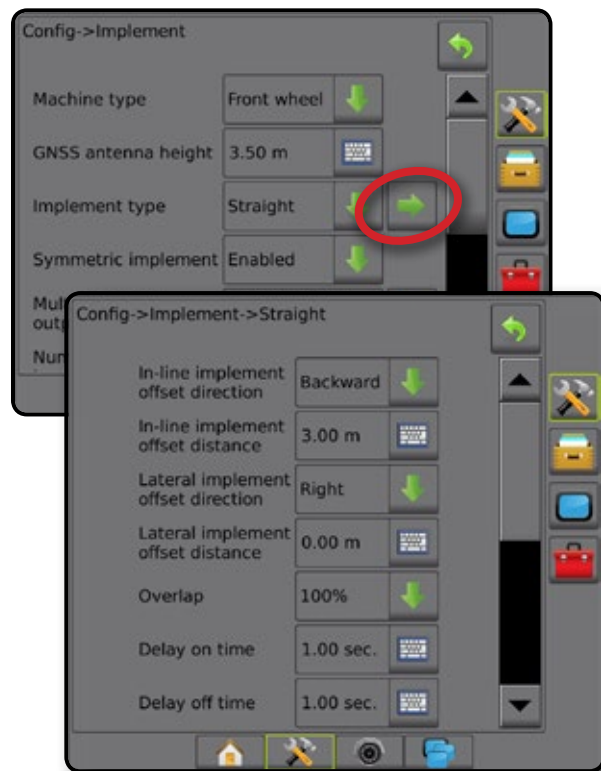 Config->Implement
Machine type Front wheel
GNSS antenna height 3.50 m
Implement type Straight
Symmetric implement Enabled
Mul
outp
Num
Config->Implement->Straight
In-line implement
offset direction Backward
In-line implement
offset distance 3.00 m
Lateral implement
offset direction Right
Lateral implement
offset distance 0.00 m
Overlap 100%
Delay on time 1.00 sec.
Delay off time 1.00 sec.